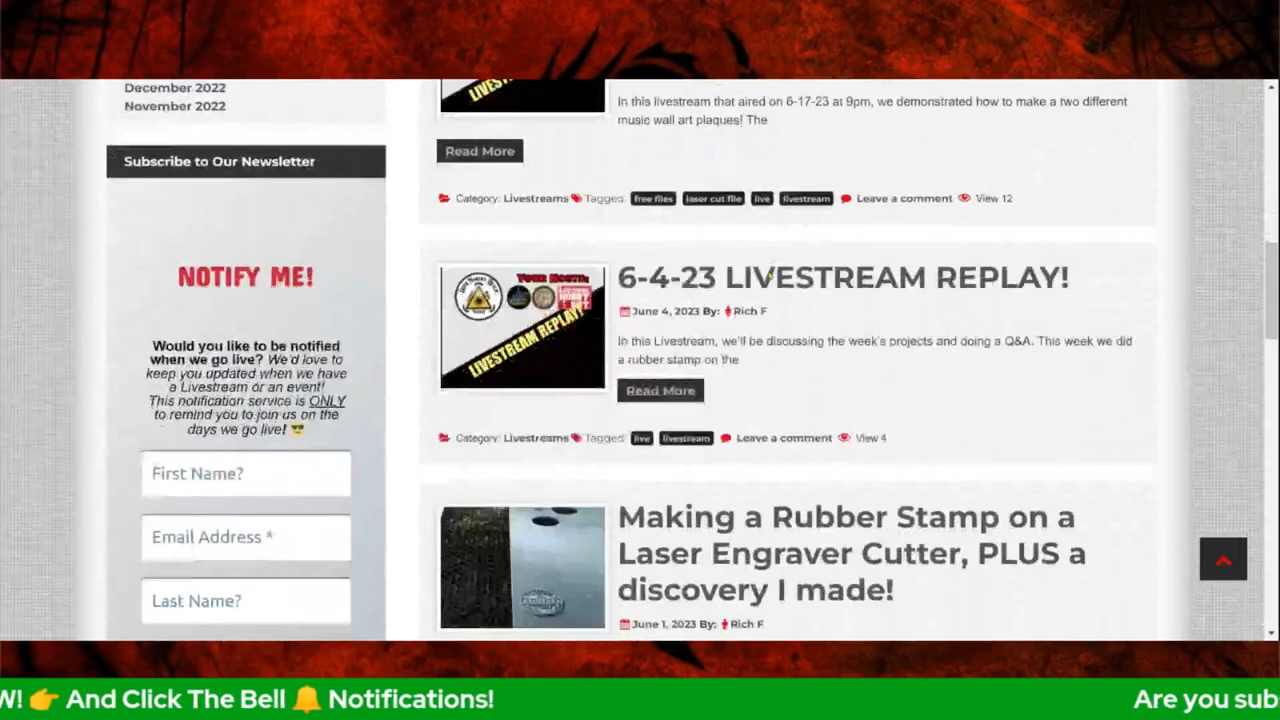 December 2022
November 2022
Subscribe to Our Newsletter
NOTIFY ME!
Would you like to be notified
when we go live? We'd love to
keep you updated when we have
a Livestream or an event!
This notification service is ONLY
to remind you to join us on the
days we go live! 😎
First Name?
Email Address *
Last Name?
In this livestream that aired on 6-17-23 at 9pm, we demonstrated how to make a two different
music wall art plaques! The
Read More
Category: Livestreams Tagged: free files laser cut file live livestream Leave a comment View 12
YOUR HOSTS:
LIVESTREAM REPLAY!
6-4-23 LIVESTREAM REPLAY!
June 4, 2023 By: Rich F
In this Livestream, we'll be discussing the week's projects and doing a Q&A. This week we did
a rubber stamp on the
Read More
Category: Livestreams Tagged: live livestream Leave a comment View 4
Making a Rubber Stamp on a
Laser Engraver Cutter, PLUS a
discovery I made!
June 1, 2023 By: Rich F
W! 👉 And Click The Bell 🔔 Notifications! Are you sub